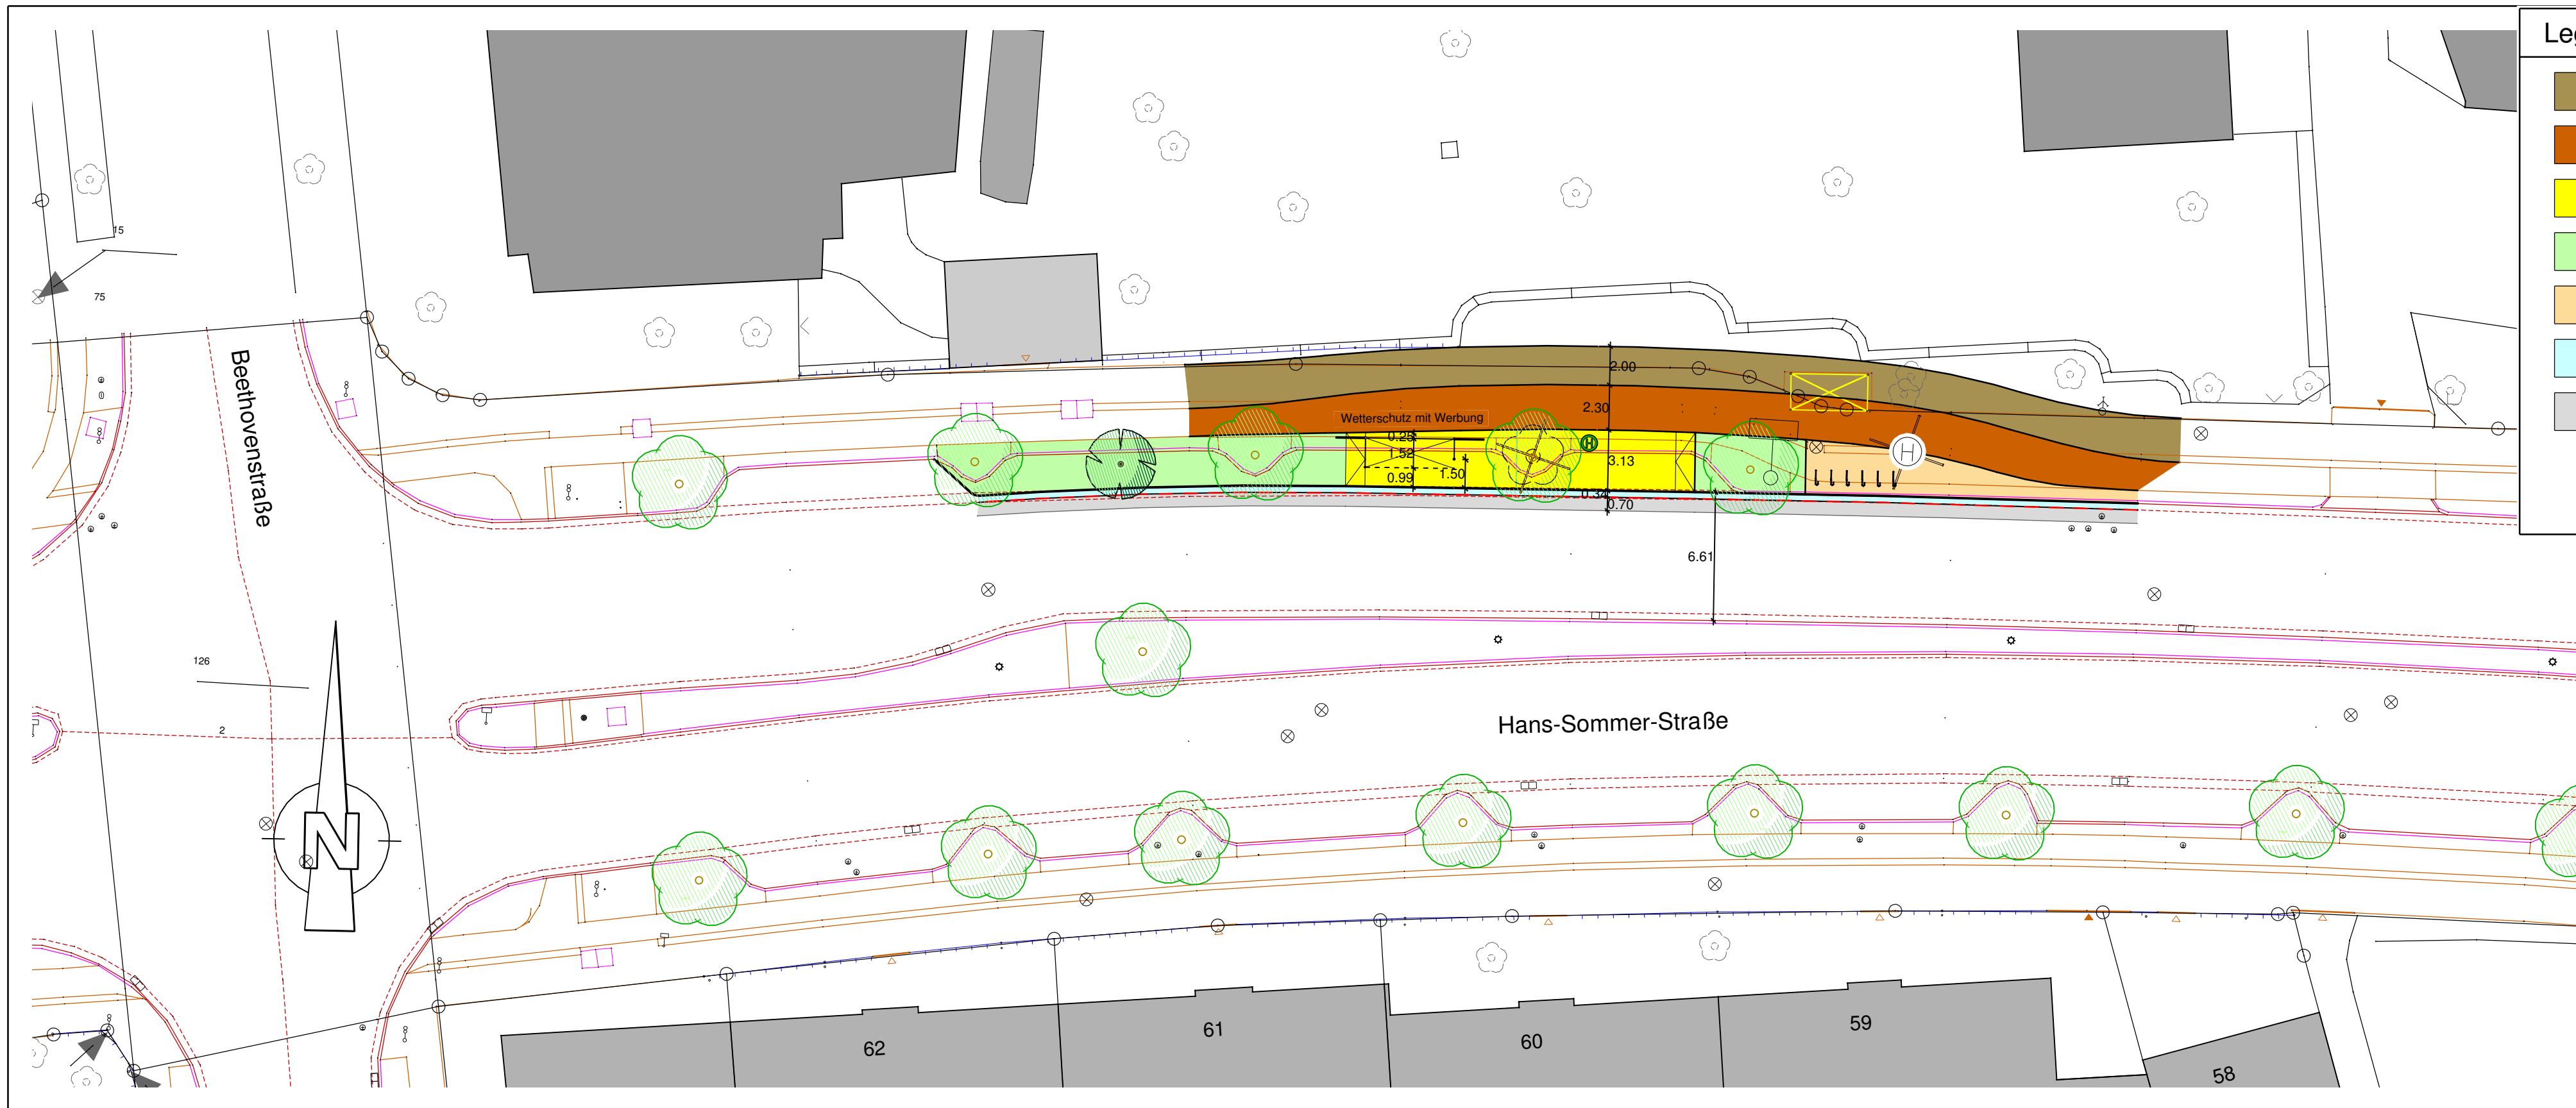 Leg
15
75
Beethovenstraße
126
2
N
Wetterschutz mit Werbung
2.00
2.30
0.25
1.52
0.99
1.50
H
3.13
0.34
0.70
H
6.61
Hans-Sommer-Straße
62
61
60
59
58